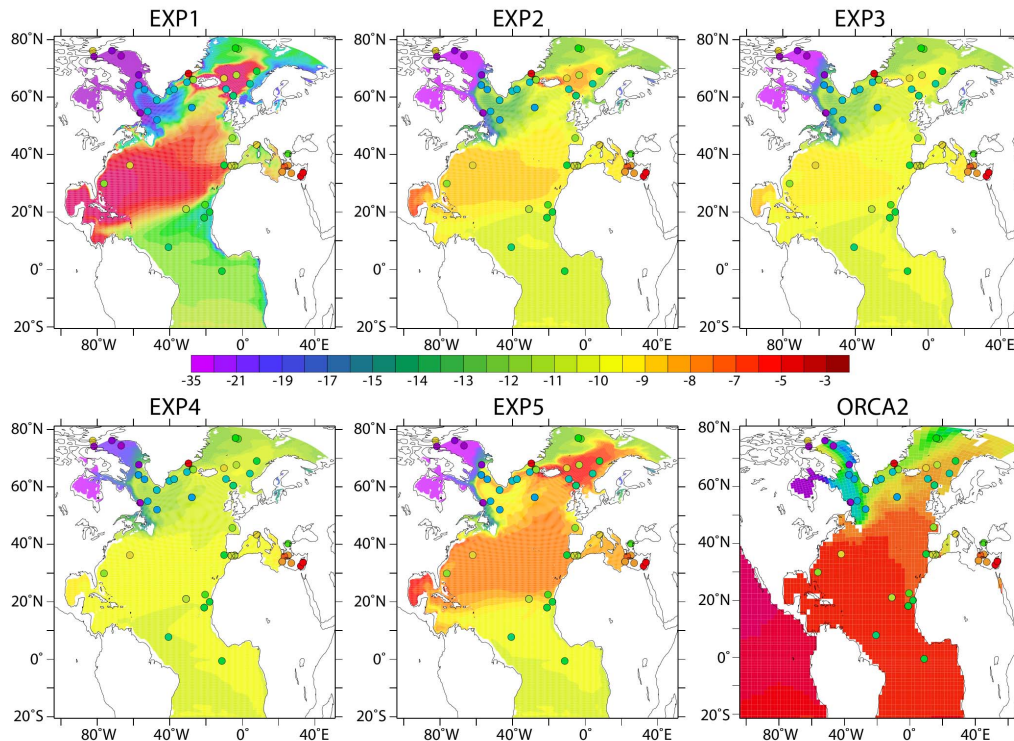 EXP1 EXP2 EXP3
80°N 80°N 80°N
60°N 60°N 60°N
40°N 40°N 40°N
20°N 20°N 20°N
0° 0° 0°
20°S 20°S 20°S
80°W 40°W 0° 40°E 80°W 40°W 0° 40°E 80°W 40°W 0° 40°E
-35 -21 -19 -17 -15 -14 -13 -12 -11 -10 -9 -8 -7 -5 -3
EXP4 EXP5 ORCA2
80°N 80°N 80°N
60°N 60°N 60°N
40°N 40°N 40°N
20°N 20°N 20°N
0° 0° 0°
20°S 20°S 20°S
80°W 40°W 0° 40°E 80°W 40°W 0° 40°E 80°W 40°W 0° 40°E